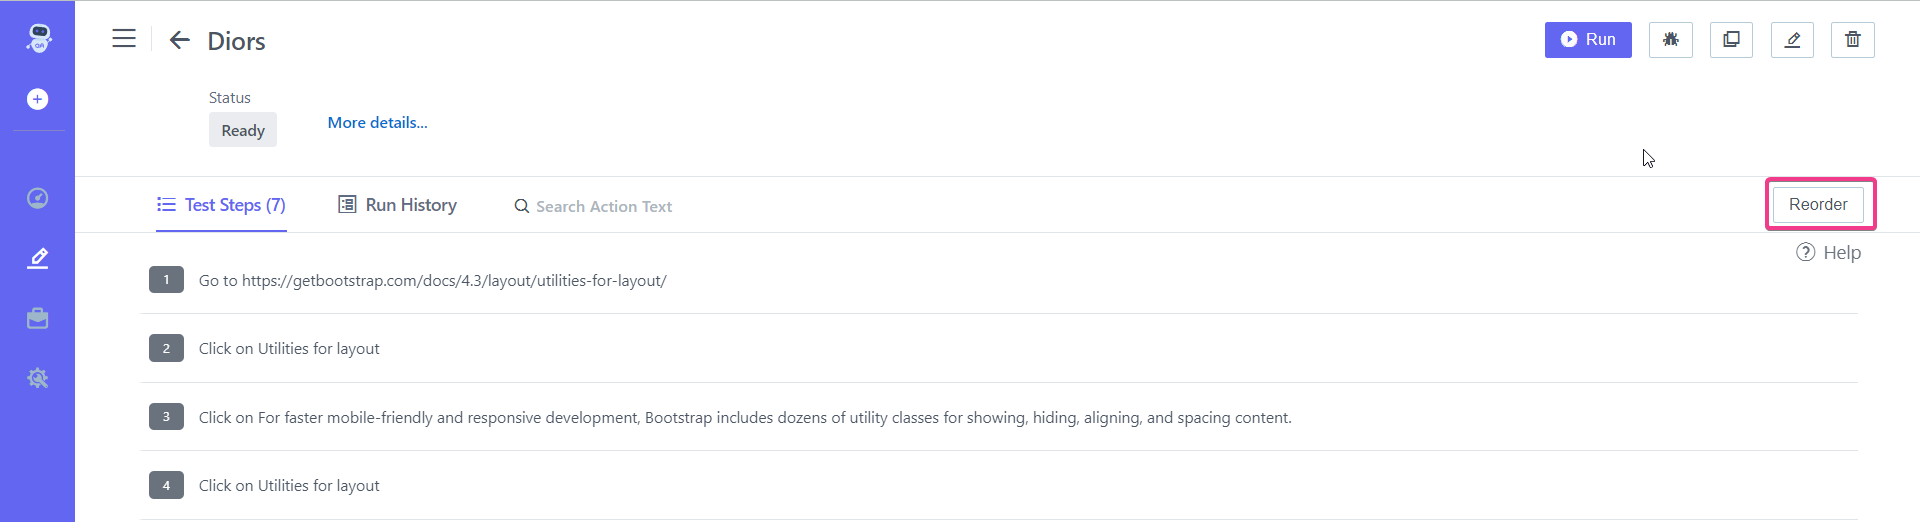 QA
Diors
Run
Status
Ready
More details...
Test Steps (7)
Run History
Search Action Text
Reorder
Help
1
Go to https://getbootstrap.com/docs/4.3/layout/utilities-for-layout/
2
Click on Utilities for layout
3
Click on For faster mobile-friendly and responsive development, Bootstrap includes dozens of utility classes for showing, hiding, aligning, and spacing content.
4
Click on Utilities for layout